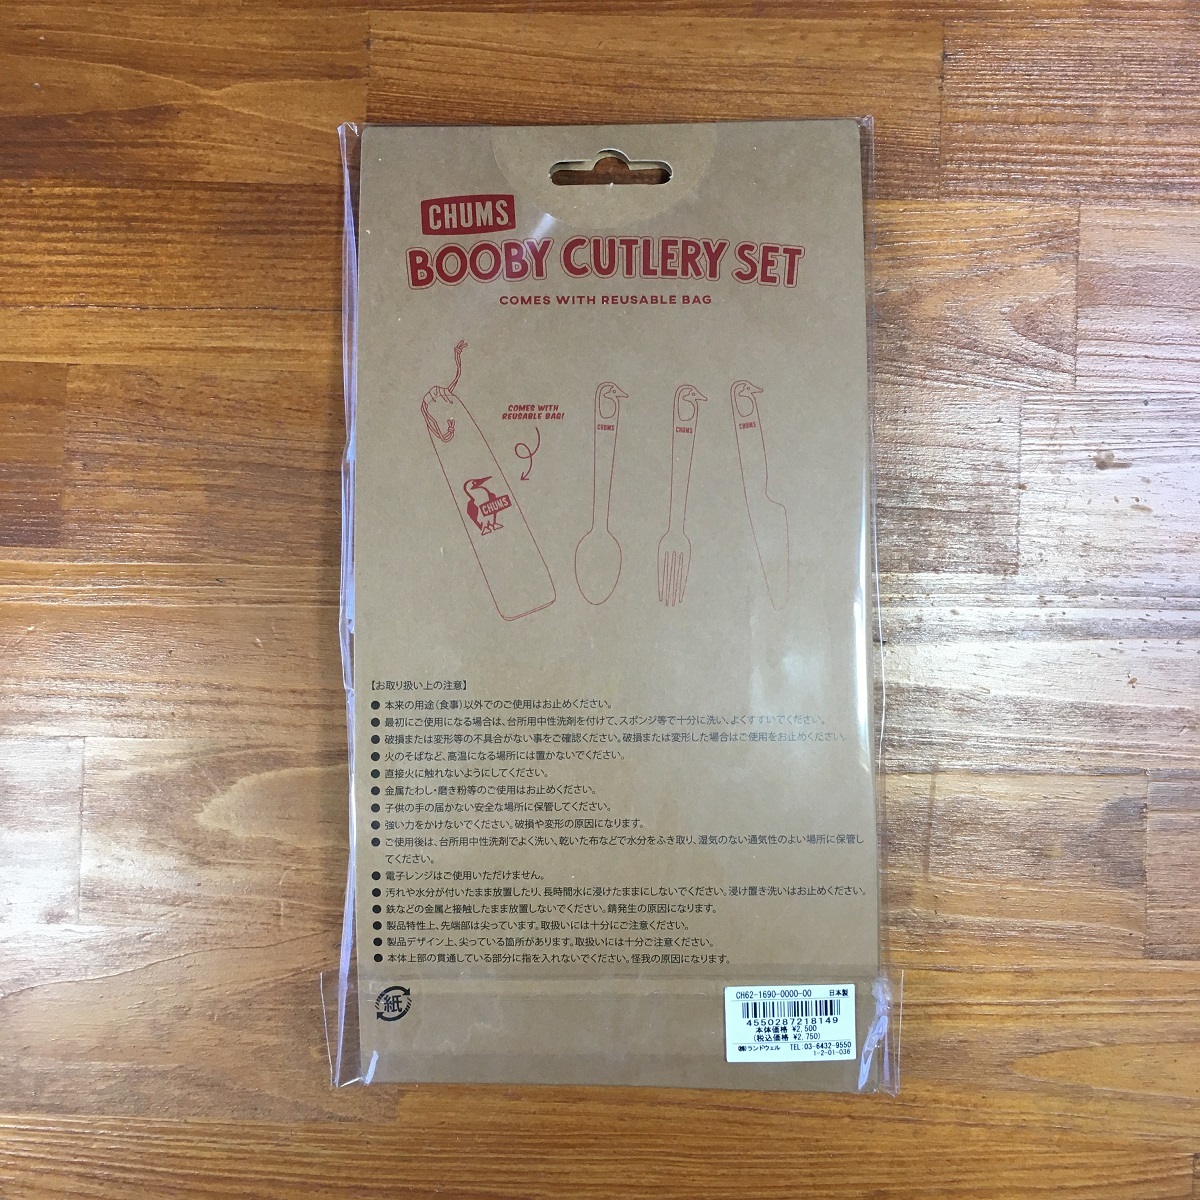 CHUMS
BOOBY CUTLERY SET
COMES WITH REUSABLE BAG
COMES WITH
REUSABLE BAG!
CHUMS
CHUMS
CHUMS
CHUMS
【お取り扱い上の注意】
● 本来の用途(食事)以外でのご使用はお止めください。
● 最初にご使用になる場合は、台所用中性洗剤を付けて、スポンジ等で十分に洗い、よくすすいでください。
● 破損または変形等の不具合がない事をご確認ください。破損または変形した場合はご使用をお止めください。
● 火のそばなど、高温になる場所には置かないでください。
● 直接火に触れないようにしてください。
● 金属たわし・磨き粉等のご使用はお止めください。
● 子供の手の届かない安全な場所に保管してください。
● 強い力をかけないでください。破損や変形の原因になります。
● ご使用後は、台所用中性洗剤でよく洗い、乾いた布などで水分をふき取り、湿気のない通気性のよい場所に保管し
てください。
● 電子レンジはご使用いただけません。
● 汚れや水分が付いたまま放置したり、長時間水に浸けたままにしないでください。浸け置き洗いはお止めください。
● 鉄などの金属と接触したまま放置しないでください。錆発生の原因になります。
● 製品特性上、先端部は尖っています。取扱いには十分にご注意ください。
● 製品デザイン上、尖っている箇所があります。取扱いには十分ご注意ください。
● 本体上部の貫通している部分に指を入れないでください。怪我の原因になります。
紙
CH62-1690-0000-00 日本製
4550287218149
本体価格 ¥2,500
(税込価格 ¥2,750)
㈱ランドウェル TEL:03-6432-9550
1-2-01-036